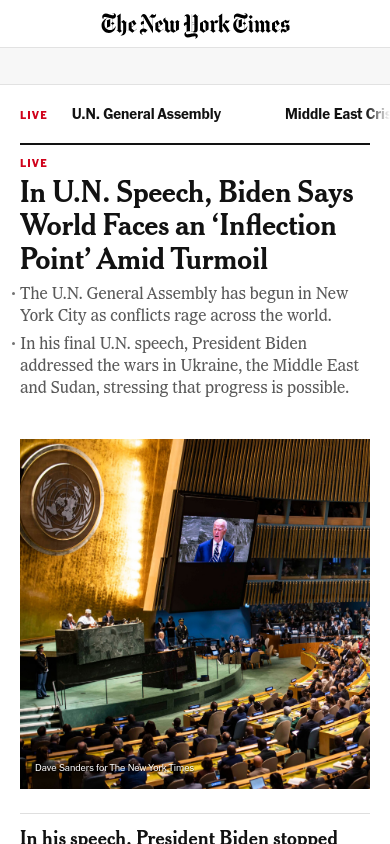 The New York Times
LIVE
U.N. General Assembly
Middle East Cris
LIVE
In U.N. Speech, Biden Says
World Faces an ‘Inflection
Point’ Amid Turmoil
· The U.N. General Assembly has begun in New
York City as conflicts rage across the world.
· In his final U.N. speech, President Biden
addressed the wars in Ukraine, the Middle East
and Sudan, stressing that progress is possible.
Dave Sanders for The New York Times
In his speech, President Biden stopped